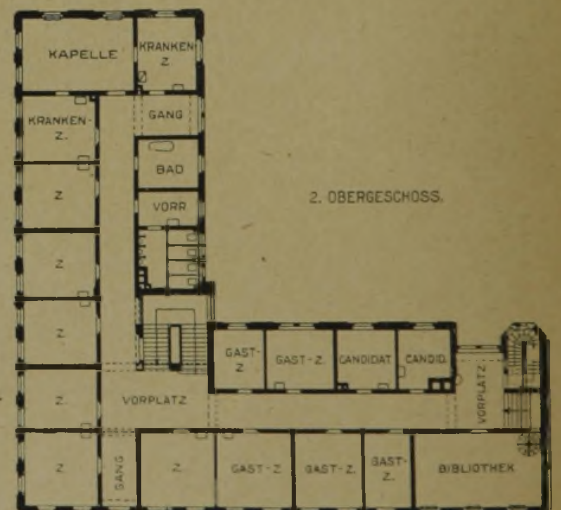 KAPELLE
KRANKEN-
Z.
KRANKEN-
Z.
GANG
BAD
VORR
2. OBERGESCHOSS.
Z
Z
Z
GAST-
Z.
GAST-Z.
CANDIDAT
CANDID.
Z.
VORPLATZ
VORPLATZ
Z
GANG
Z.
GAST-Z
GAST-Z.
GAST-
Z.
BIBLIOTHEK